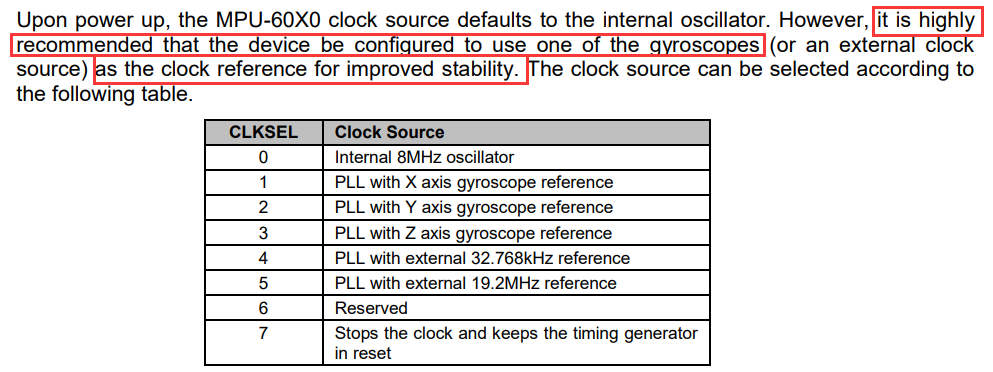 Upon power up, the MPU-60X0 clock source defaults to the internal oscillator. However, it is highly
recommended that the device be configured to use one of the gyroscopes (or an external clock
source) as the clock reference for improved stability. The clock source can be selected according to
the following table.
CLKSEL Clock Source
0 Internal 8MHz oscillator
1 PLL with X axis gyroscope reference
2 PLL with Y axis gyroscope reference
3 PLL with Z axis gyroscope reference
4 PLL with external 32.768kHz reference
5 PLL with external 19.2MHz reference
6 Reserved
7 Stops the clock and keeps the timing generator
in reset